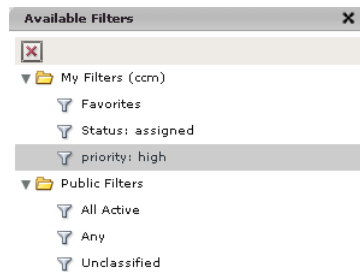 Available Filters
My Filters (ccm)
Favorites
Status: assigned
priority: high
Public Filters
All Active
Any
Unclassified